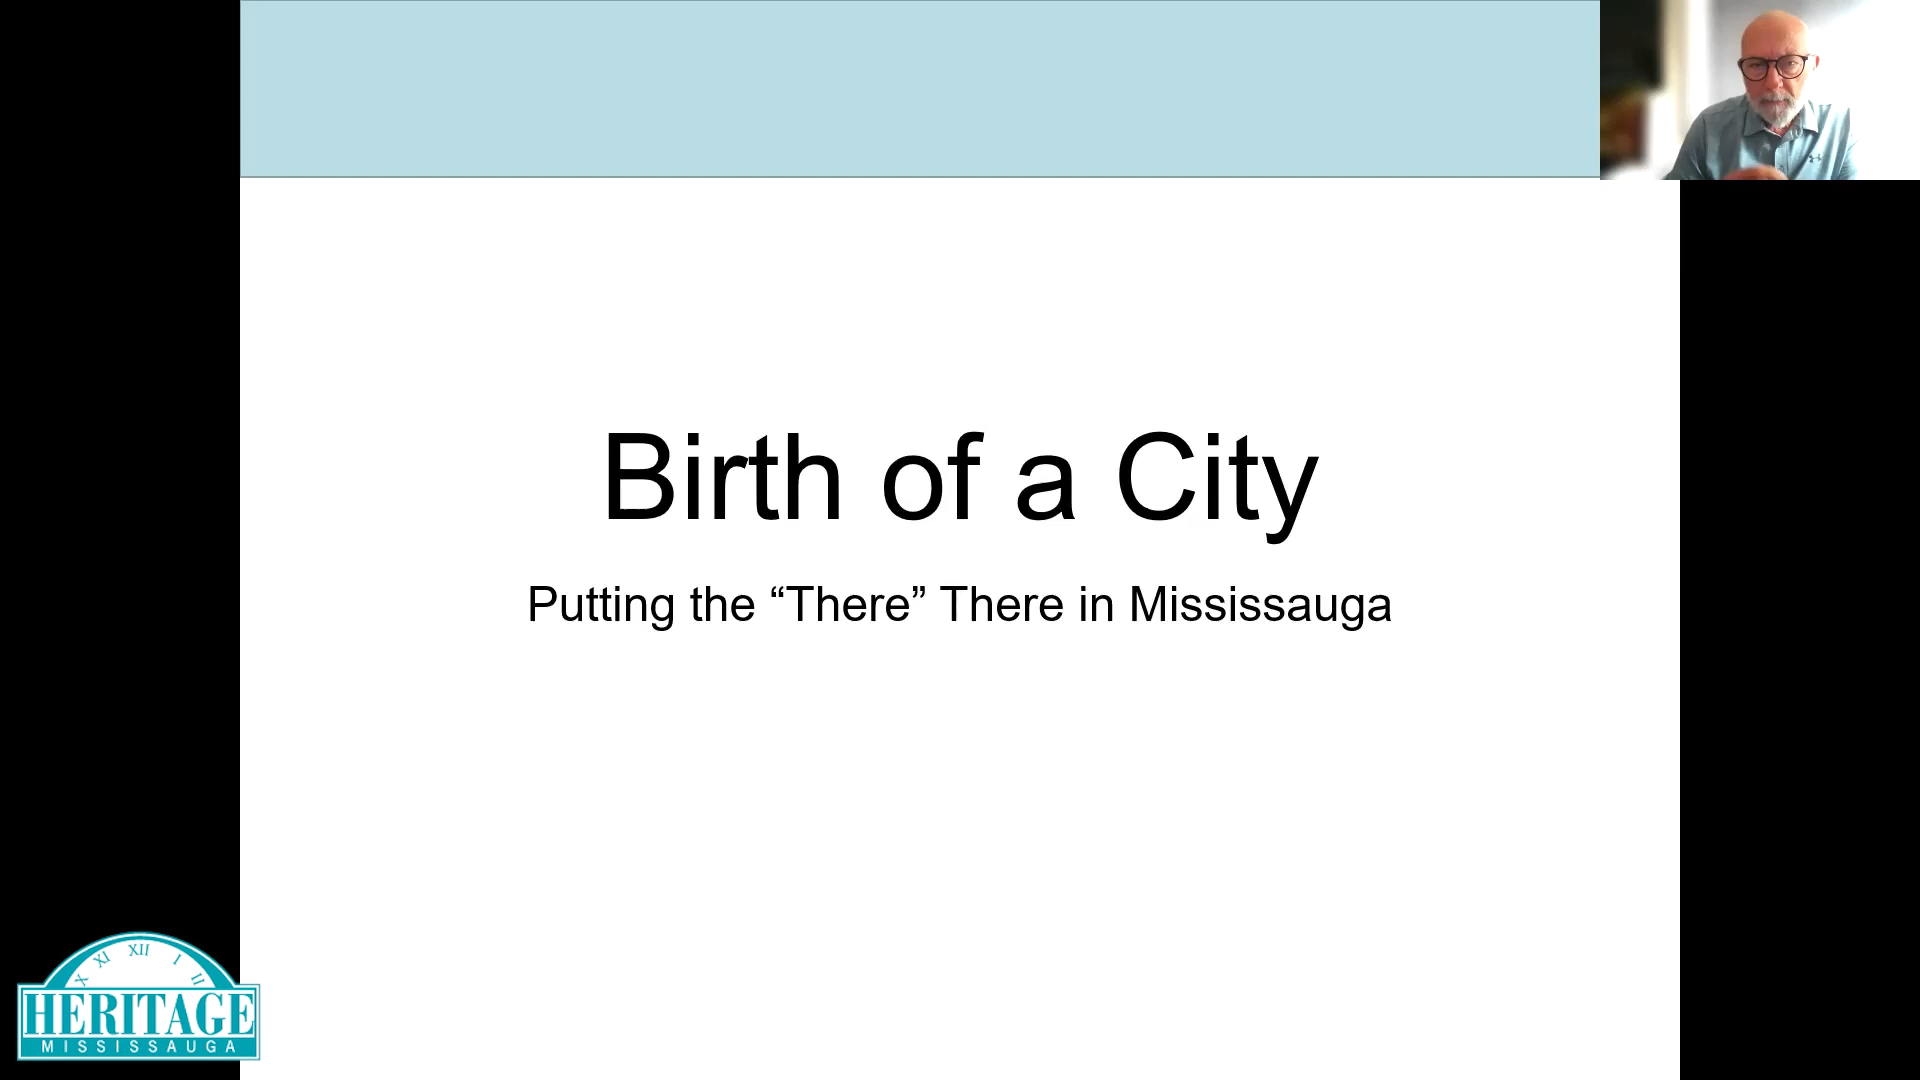 Birth of a City
Putting the “There” There in Mississauga
X XI XII I II
HERITAGE
MISSISSAUGA